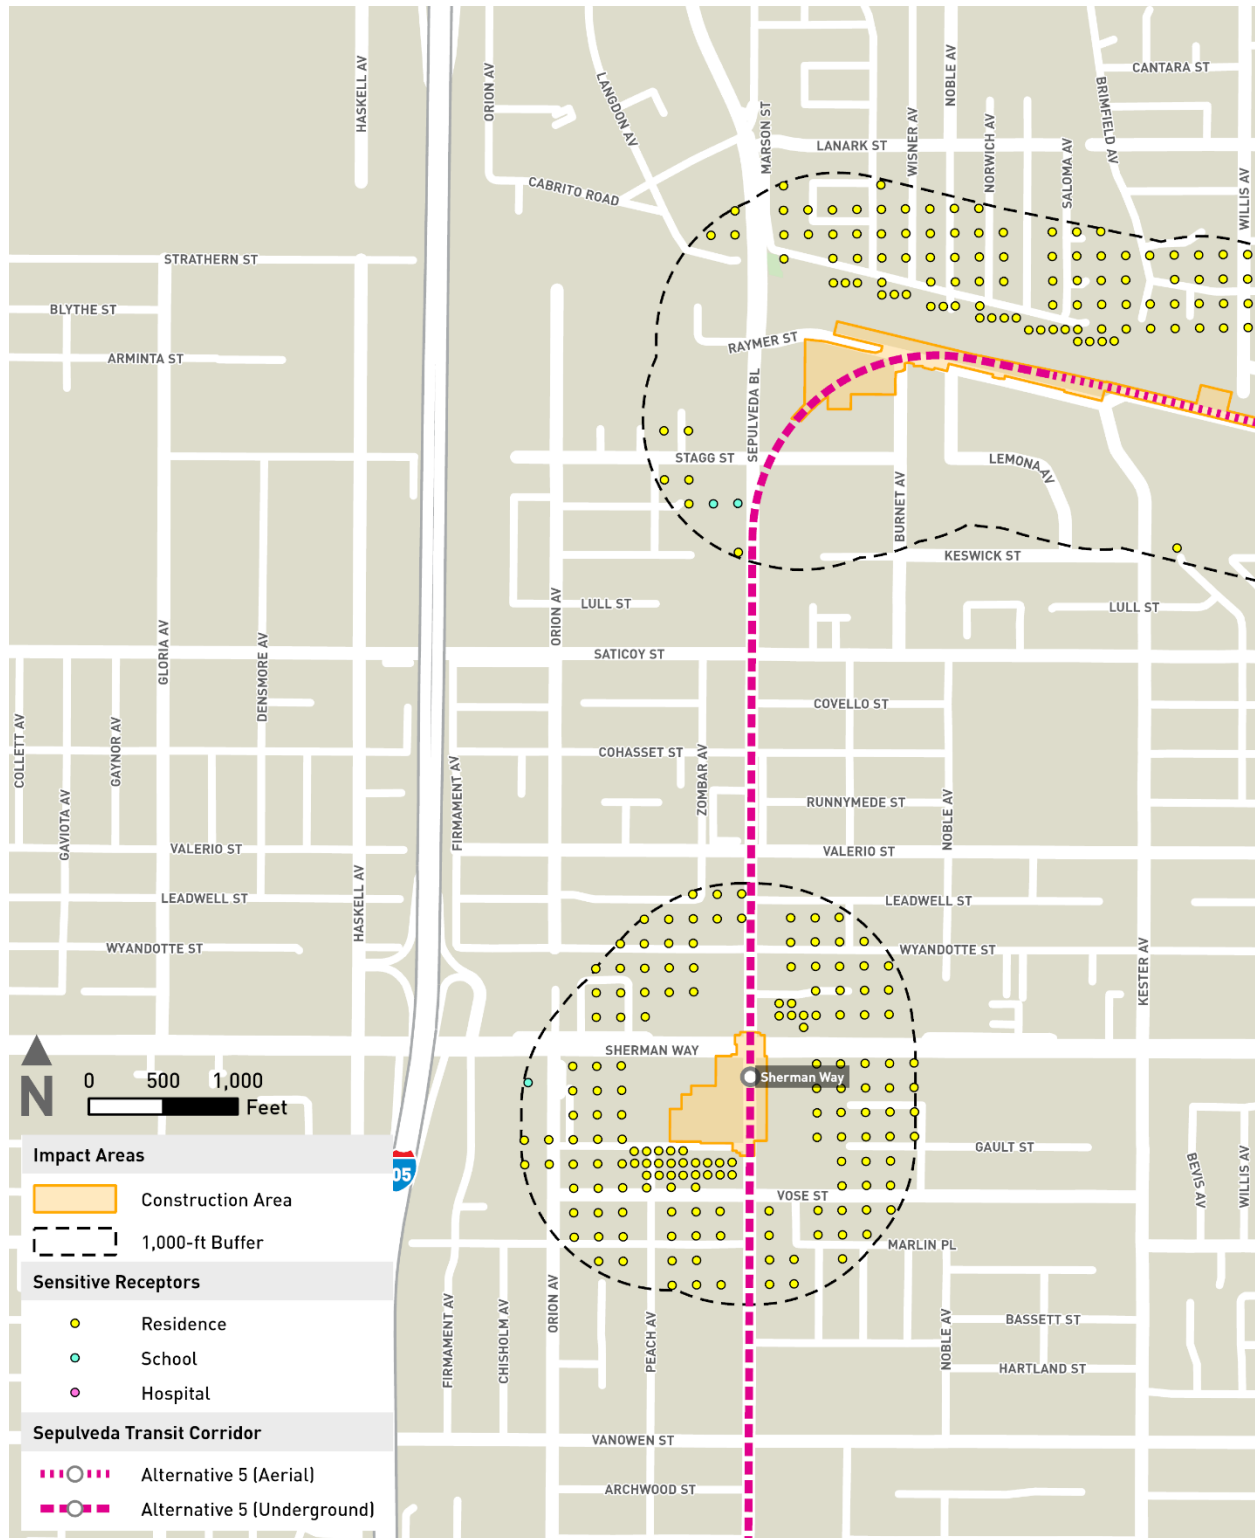 HASKELL AV
ORION AV
LANGDON AV
MARSON ST
LANARK ST
WISNER AV
NOBLE AV
NORWICH AV
SALOMA AV
BRIMFIELD AV
CANTARA ST
WILLIS AV
CABRITO ROAD
STRATHERN ST
BLYTHE ST
ARMINTA ST
RAYMER ST
SEPULVEDA BL
STAGG ST
BURNET AV
LEMONA AV
KESWICK ST
LULL ST
LULL ST
ORION AV
SATICOY ST
GLORIA AV
DENSMORE AV
COLLETT AV
GAYNOR AV
GAVIOTA AV
FIRMAMENT AV
COVELLO ST
COHASSET ST
ZOMBAR AV
RUNNYMEDE ST
NOBLE AV
VALERIO ST
VALERIO ST
LEADWELL ST
LEADWELL ST
HASKELL AV
WYANDOTTE ST
WYANDOTTE ST
KESTER AV
SHERMAN WAY
Sherman Way
GAULT ST
VOSE ST
MARLIN PL
BEVIS AV
WILLIS AV
BASSETT ST
HARTLAND ST
NOBLE AV
FIRMAMENT AV
CHISHOLM AV
ORION AV
PEACH AV
VANOWEN ST
ARCHWOOD ST
N
0 500 1,000
Feet
05
Impact Areas
Construction Area
1,000-ft Buffer
Sensitive Receptors
Residence
School
Hospital
Sepulveda Transit Corridor
Alternative 5 (Aerial)
Alternative 5 (Underground)